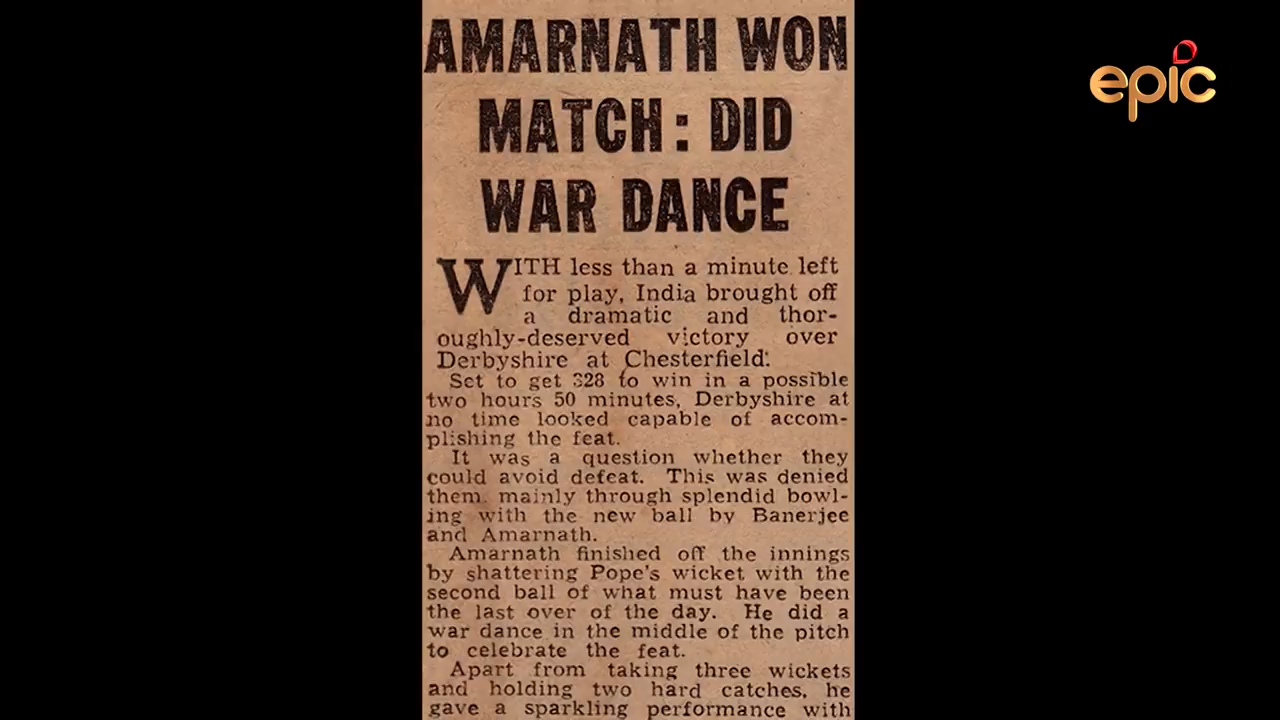 AMARNATH WON
MATCH: DID
WAR DANCE
WITH less than a minute left
for play, India brought off
a dramatic and thor-
oughly-deserved victory over
Derbyshire at Chesterfield.
Set to get 328 to win in a possible
two hours 50 minutes, Derbyshire at
no time looked capable of accom-
plishing the feat.
It was a question whether they
could avoid defeat. This was denied
them, mainly through splendid bowl-
ing with the new ball by Banerjee
and Amarnath.
Amarnath finished off the innings
by shattering Pope's wicket with the
second ball of what must have been
the last over of the day. He did a
war dance in the middle of the pitch
to celebrate the feat.
Apart from taking three wickets
and holding two hard catches, he
gave a sparkling performance with
epic